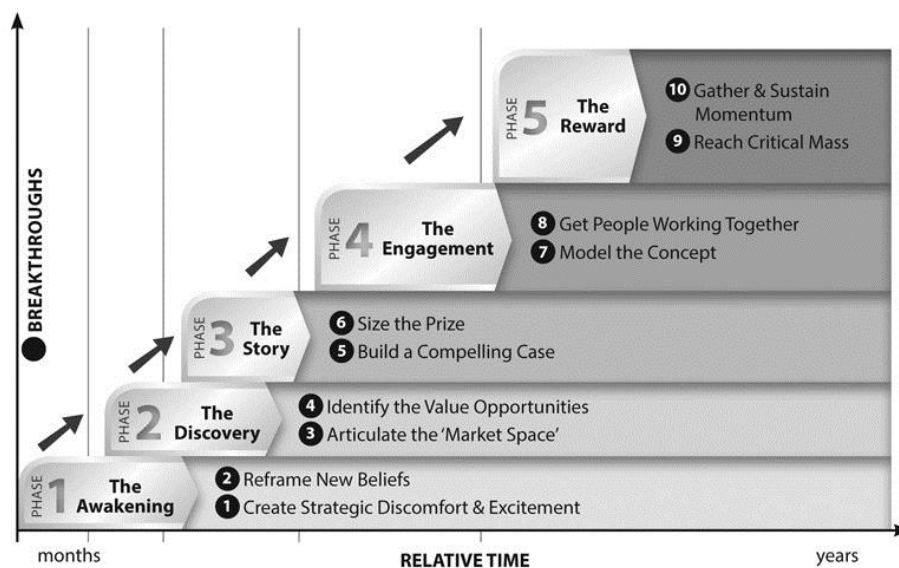 BREAKTHROUGHS
PHASE
5
The
Reward
10 Gather & Sustain
Momentum
9 Reach Critical Mass
PHASE
4
The
Engagement
8 Get People Working Together
7 Model the Concept
PHASE
3
The
Story
6 Size the Prize
5 Build a Compelling Case
PHASE
2
The
Discovery
4 Identify the Value Opportunities
3 Articulate the ‘Market Space’
PHASE
1
The
Awakening
2 Reframe New Beliefs
1 Create Strategic Discomfort & Excitement
months
RELATIVE TIME
years